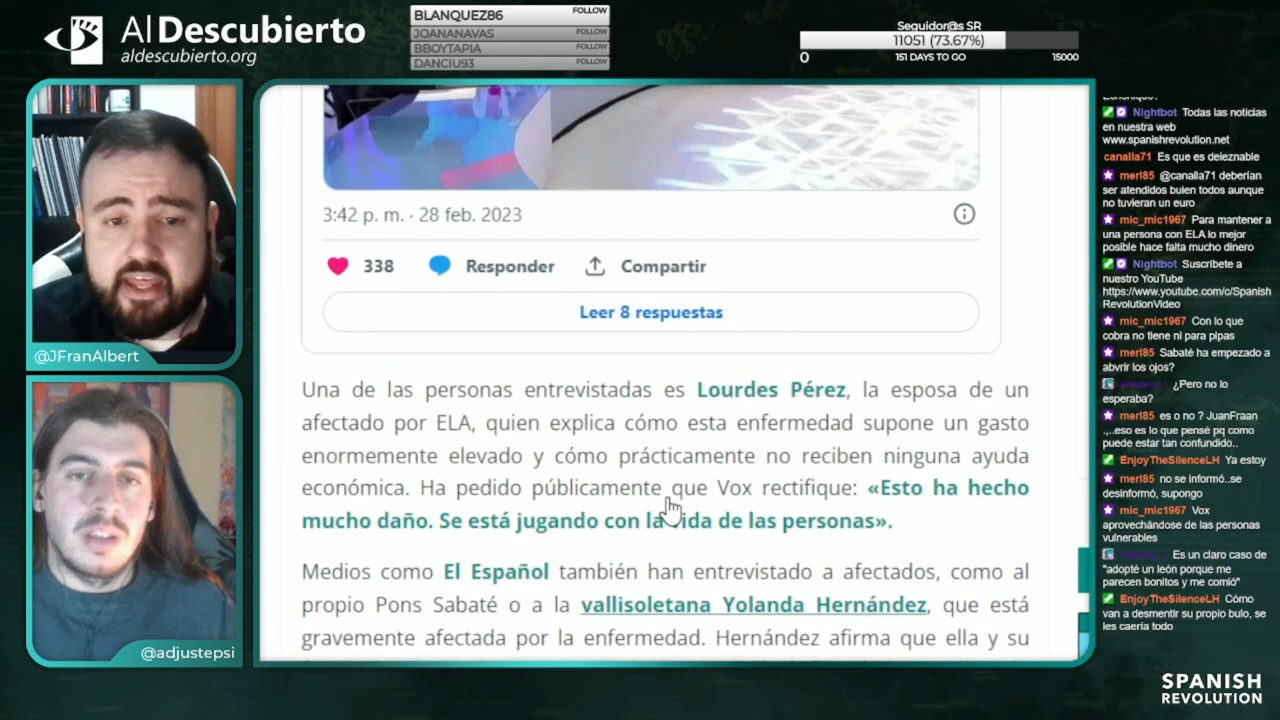 Al Descubierto
aldescubierto.org
BLANQUEZ86 FOLLOW
JOANANAVAS FOLLOW
BBOYTAPIA FOLLOW
DANCIU93 FOLLOW
Seguidor@s SR
11051 (73.67%)
0 151 DAYS TO GO 15000
@JFranAlbert
@adjustepsi
3:42 p. m. · 28 feb. 2023
338 Responder Compartir
Leer 8 respuestas
Una de las personas entrevistadas es Lourdes Pérez, la esposa de un
afectado por ELA, quien explica cómo esta enfermedad supone un gasto
enormemente elevado y cómo prácticamente no reciben ninguna ayuda
económica. Ha pedido públicamente que Vox rectifique: «Esto ha hecho
mucho daño. Se está jugando con la vida de las personas».
Medios como El Español también han entrevistado a afectados, como al
propio Pons Sabaté o a la vallisoletana Yolanda Hernández, que está
gravemente afectada por la enfermedad. Hernández afirma que ella y su
Nightbot Todas las noticias
en nuestra web
www.spanishrevolution.net
canalla71 Es que es deleznable
merl85 @canalla71 deberían
ser atendidos buien todos aunque
no tuvieran un euro
mic_mic1967 Para mantener a
una persona con ELA lo mejor
posible hace falta mucho dinero
Nightbot Suscríbete a
nuestro YouTube
https://www.youtube.com/c/Spanish
RevolutionVideo
mic_mic1967 Con lo que
cobra no tiene ni para pipas
merl85 Sabaté ha empezado a
abvrir los ojos?
¿Pero no lo
esperaba?
merl85 es o no ? JuanFraan
.,..eso es lo que pensé pq como
puede estar tan confundido..
EnjoyTheSilenceLH Ya estoy
merl85 no se informó..se
desinformó, supongo
mic_mic1967 Vox
aprovechándose de las personas
vulnerables
Es un claro caso de
"adopté un león porque me
parecen bonitos y me comió"
EnjoyTheSilenceLH Cómo
van a desmentir su propio bulo, se
les caería todo
SPANISH
REVOLUTION